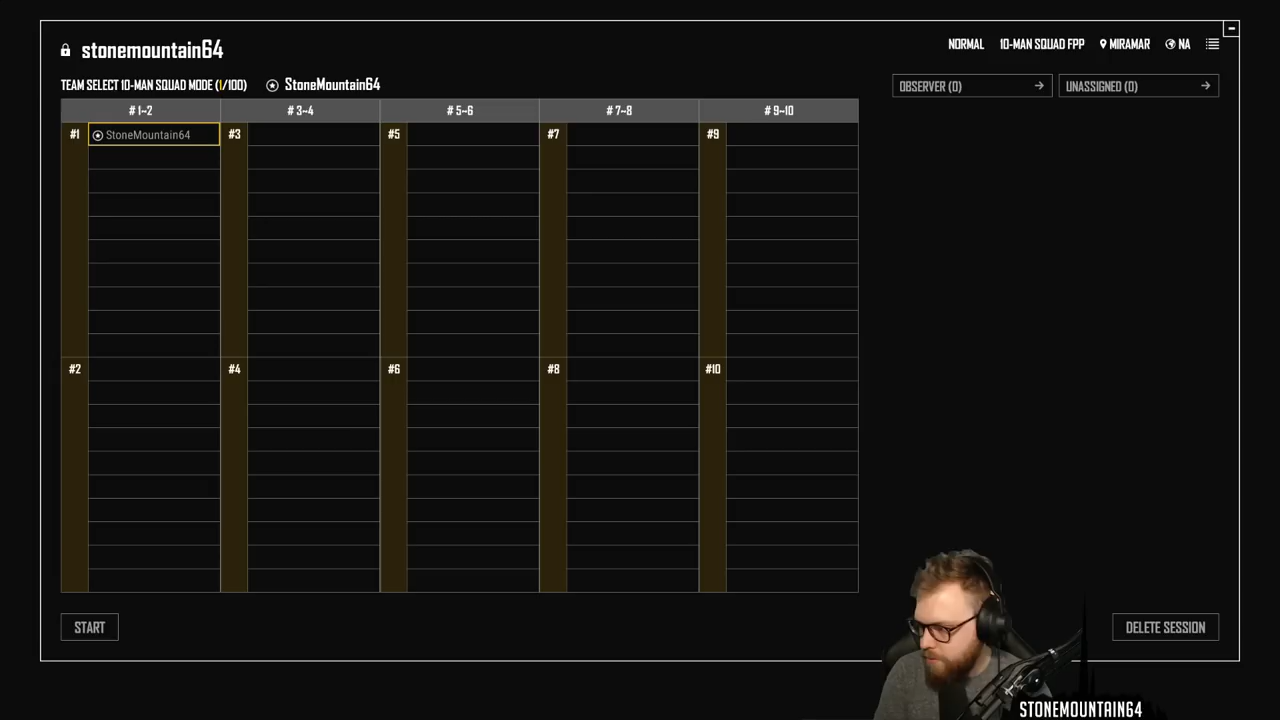 stonemountain64
NORMAL 10-MAN SQUAD FPP MIRAMAR NA
TEAM SELECT 10-MAN SQUAD MODE (1/100) StoneMountain64
OBSERVER (0) UNASSIGNED (0)
# 1~2 # 3~4 # 5~6 # 7~8 # 9~10
#1 StoneMountain64 #3 #5 #7 #9
#2 #4 #6 #8 #10
START
DELETE SESSION
STONEMOUNTAIN64